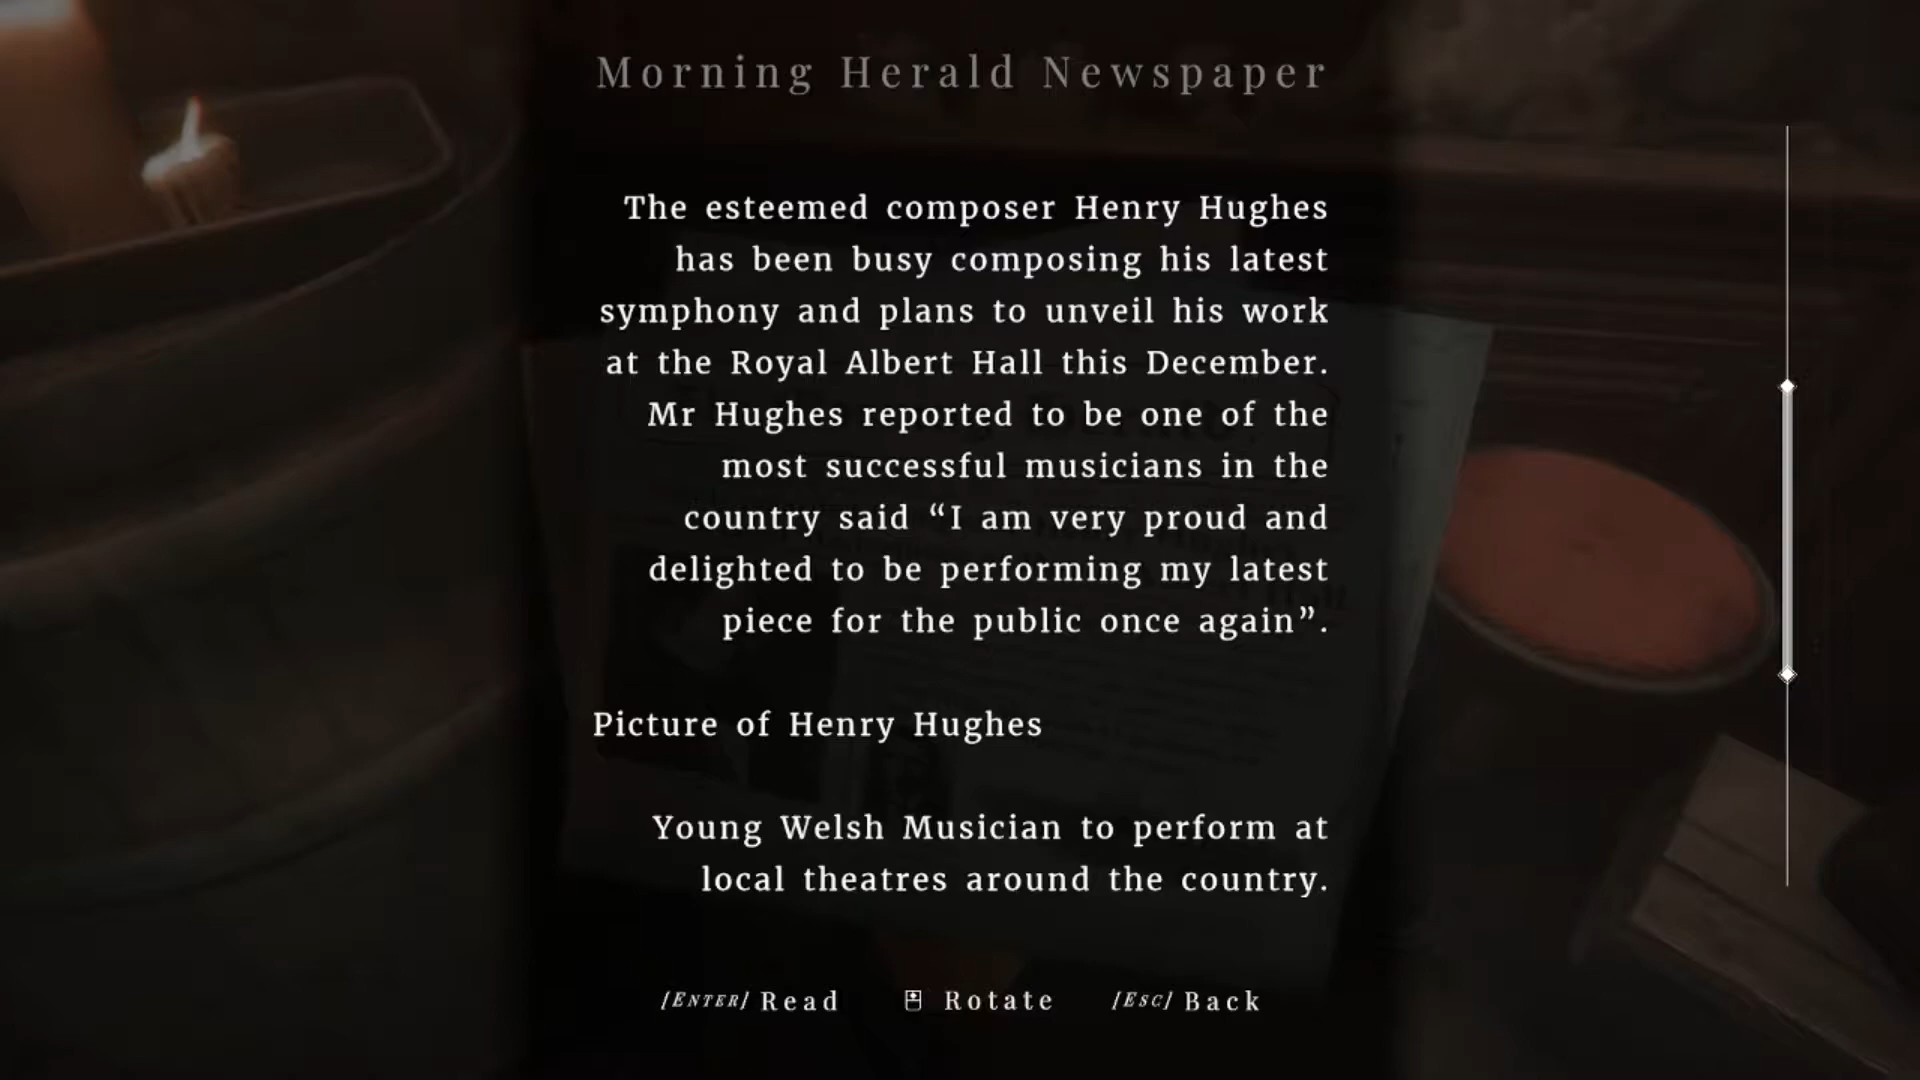 Morning Herald Newspaper
The esteemed composer Henry Hughes
has been busy composing his latest
symphony and plans to unveil his work
at the Royal Albert Hall this December.
Mr Hughes reported to be one of the
most successful musicians in the
country said “I am very proud and
delighted to be performing my latest
piece for the public once again”.
Picture of Henry Hughes
Young Welsh Musician to perform at
local theatres around the country.
[ENTER] Read Rotate [ESC] Back